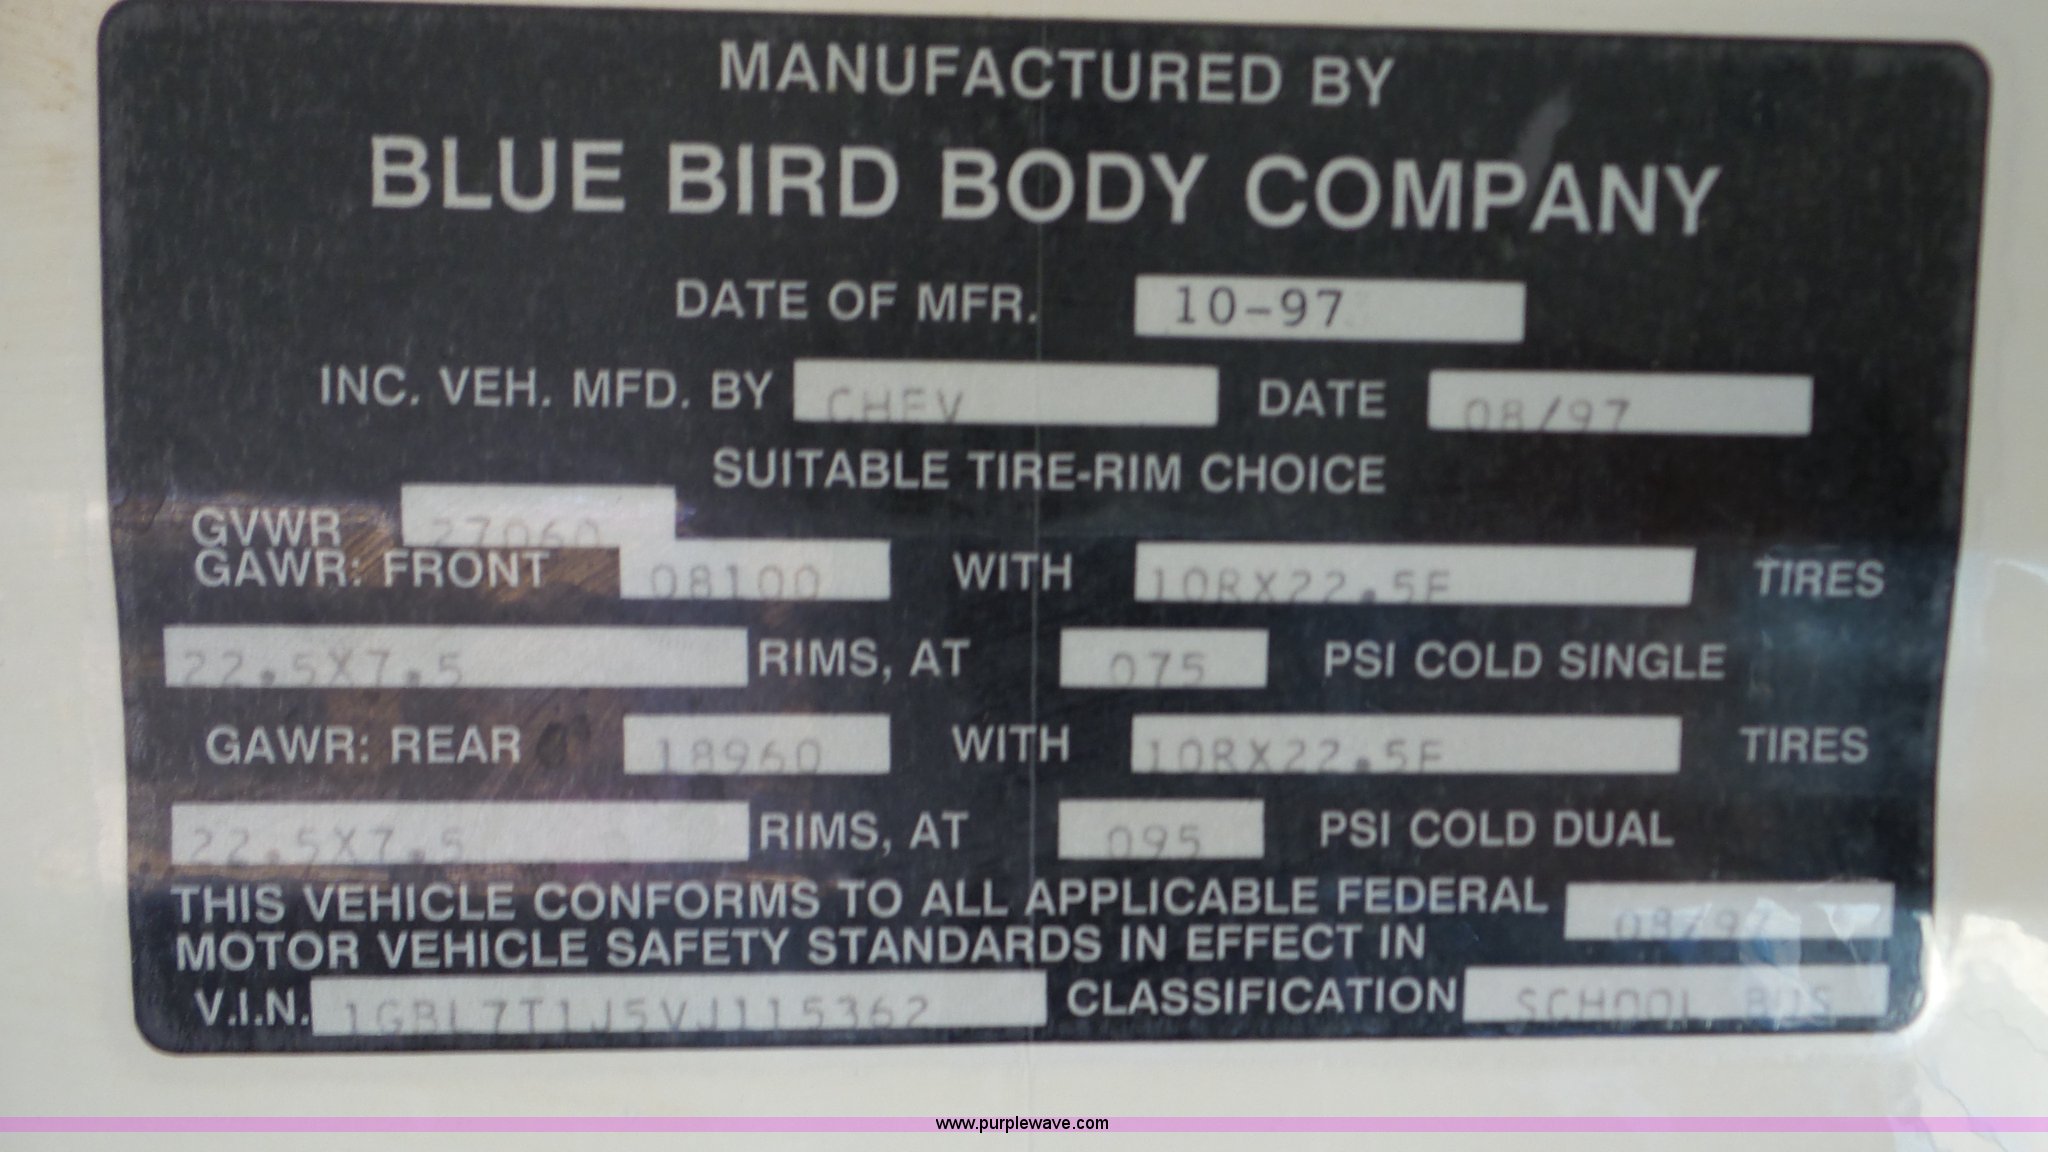 MANUFACTURED BY
BLUE BIRD BODY COMPANY
DATE OF MFR. 10-97
INC. VEH. MFD. BY CHEV DATE 08/97
SUITABLE TIRE-RIM CHOICE
GVWR 27060
GAWR: FRONT 08100 WITH 10RX22.5F TIRES
22.5X7.5 RIMS, AT 075 PSI COLD SINGLE
GAWR: REAR 18960 WITH 10RX22.5F TIRES
22.5X7.5 RIMS, AT 095 PSI COLD DUAL
THIS VEHICLE CONFORMS TO ALL APPLICABLE FEDERAL
MOTOR VEHICLE SAFETY STANDARDS IN EFFECT IN 08/97
V.I.N. 1GBL7T1J5VJ115362 CLASSIFICATION SCHOOL BUS
www.purplewave.com